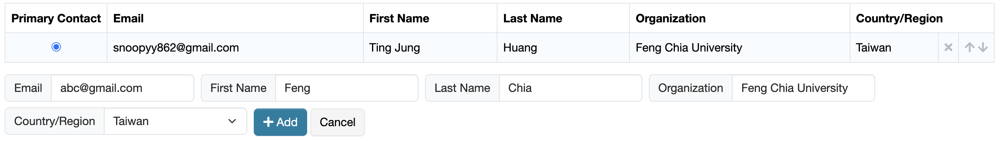 Primary Contact Email First Name Last Name Organization Country/Region
snoopyy862@gmail.com Ting Jung Huang Feng Chia University Taiwan
Email abc@gmail.com First Name Feng Last Name Chia Organization Feng Chia University
Country/Region Taiwan Add Cancel